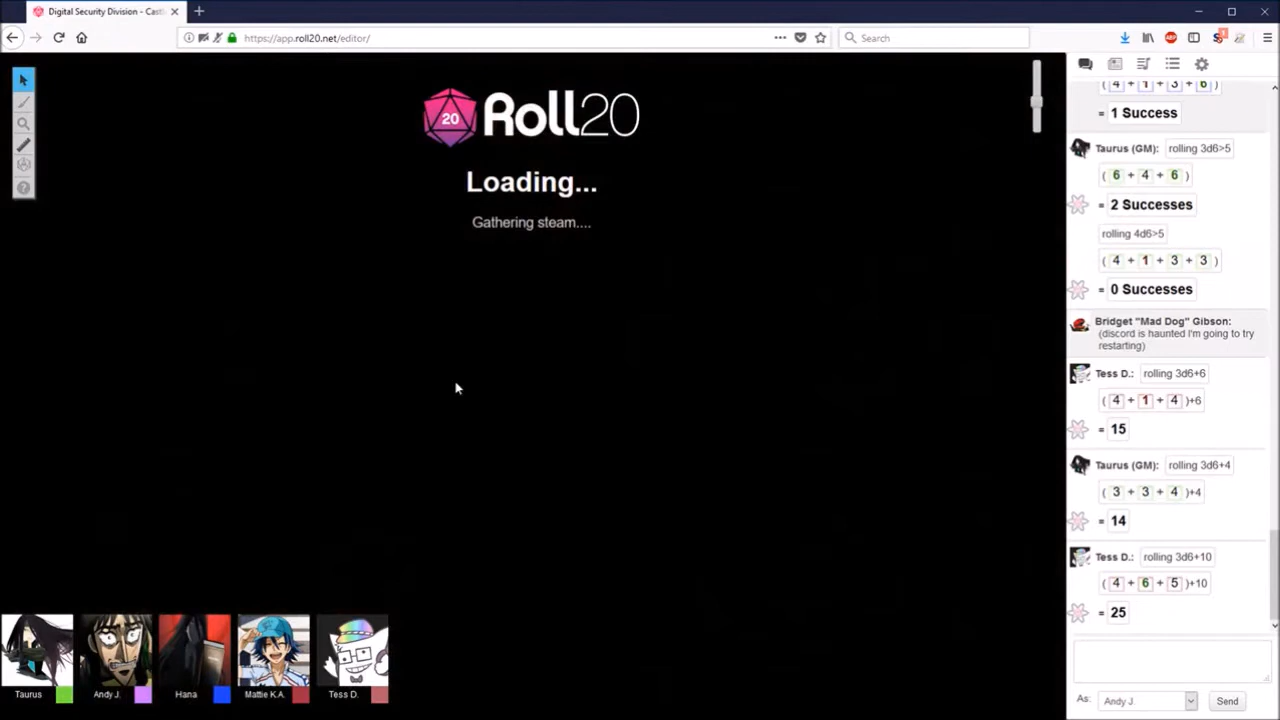 Digital Security Division - Cast
https://app.roll20.net/editor/
Search
20
Roll20
Loading...
Gathering steam....
( 4 + 1 + 3 + 6 )
= 1 Success
Taurus (GM): rolling 3d6>5
( 6 + 4 + 6 )
= 2 Successes
rolling 4d6>5
( 4 + 1 + 3 + 3 )
= 0 Successes
Bridget "Mad Dog" Gibson:
(discord is haunted I'm going to try
restarting)
Tess D.: rolling 3d6+6
( 4 + 1 + 4 )+6
= 15
Taurus (GM): rolling 3d6+4
( 3 + 3 + 4 )+4
= 14
Tess D.: rolling 3d6+10
( 4 + 6 + 5 )+10
= 25
Taurus
Andy J.
Hana
Mattie K.A.
Tess D.
As: Andy J. Send